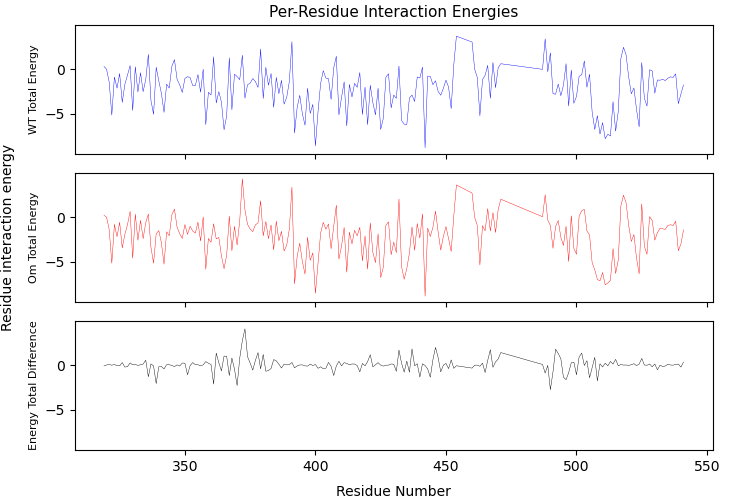 Per-Residue Interaction Energies
Residue interaction energy
WT Total Energy
0
−5
Om Total Energy
0
−5
Energy Total Difference
0
−5
350
400
450
500
550
Residue Number